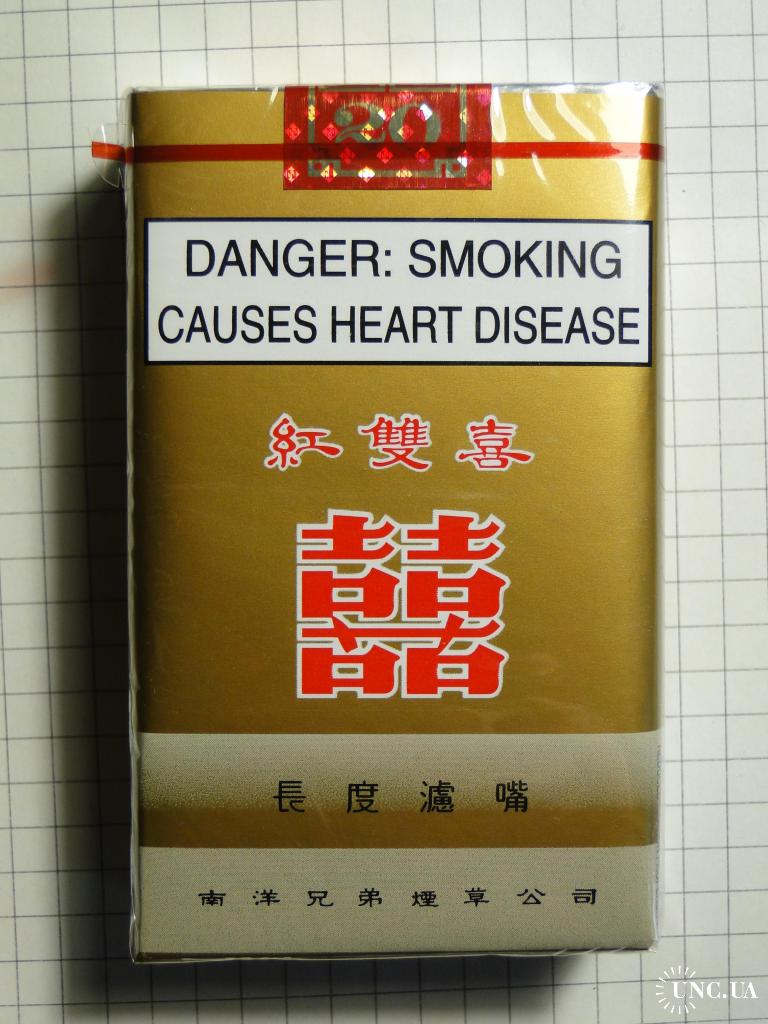 20
DANGER: SMOKING
CAUSES HEART DISEASE
紅雙喜
囍
長度濾嘴
南洋兄弟煙草公司
UNC.UA